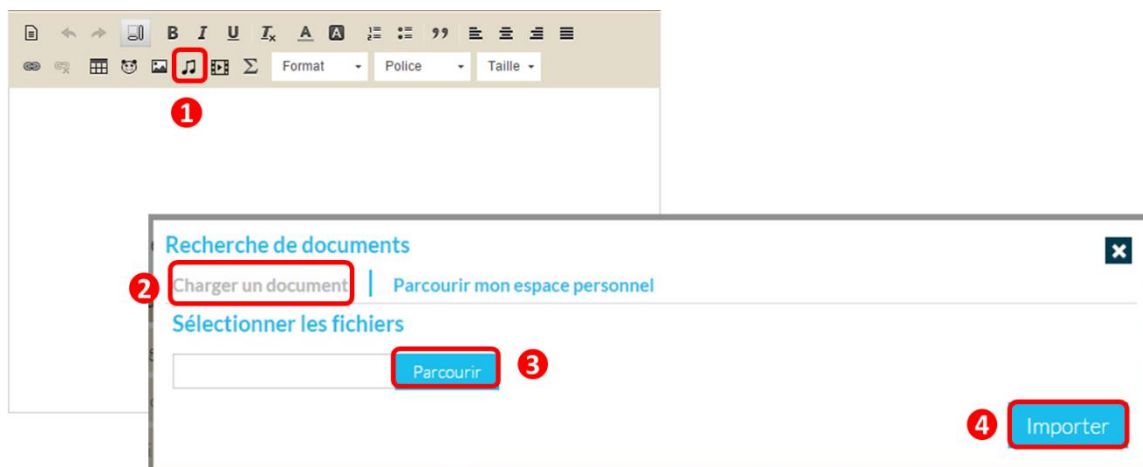 B I U Ix A A
Σ Format Police Taille
1
Recherche de documents
2 Charger un document Parcourir mon espace personnel
Sélectionner les fichiers
Parcourir 3
4 Importer